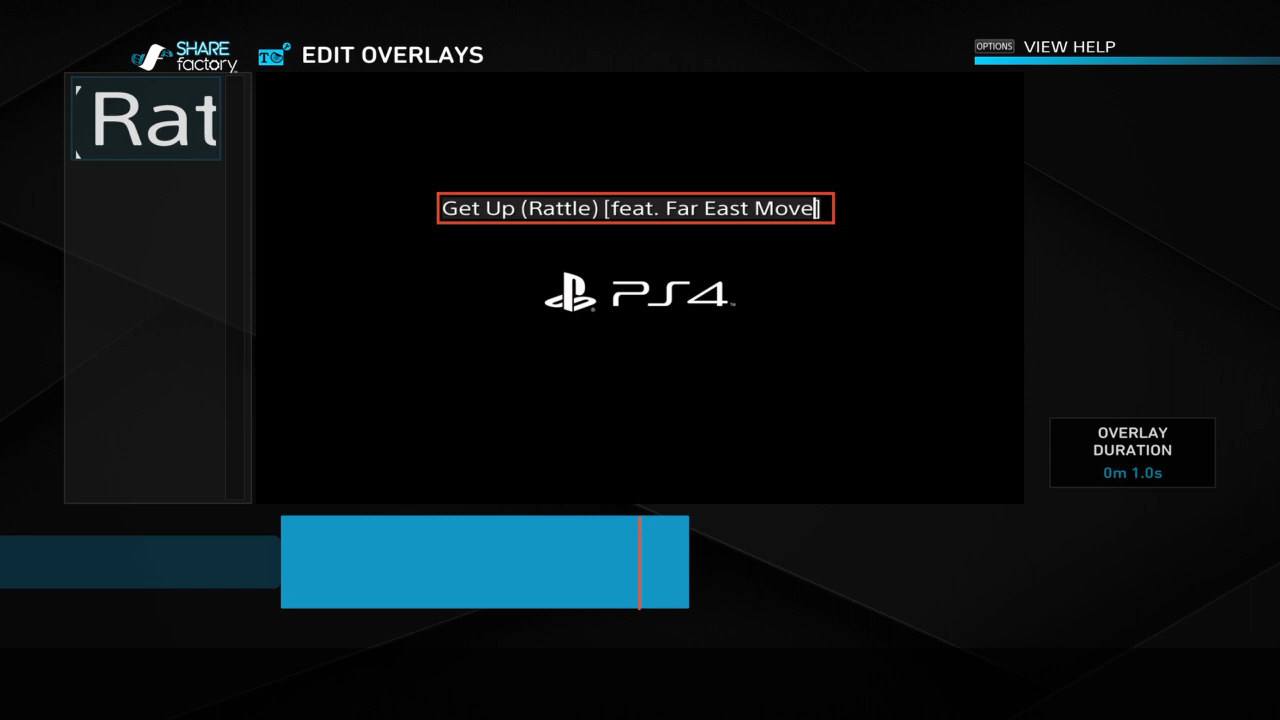 SHARE
factory
EDIT OVERLAYS
OPTIONS VIEW HELP
Rat
Get Up (Rattle) [feat. Far East Move]
PS4
OVERLAY
DURATION
0m 1.0s